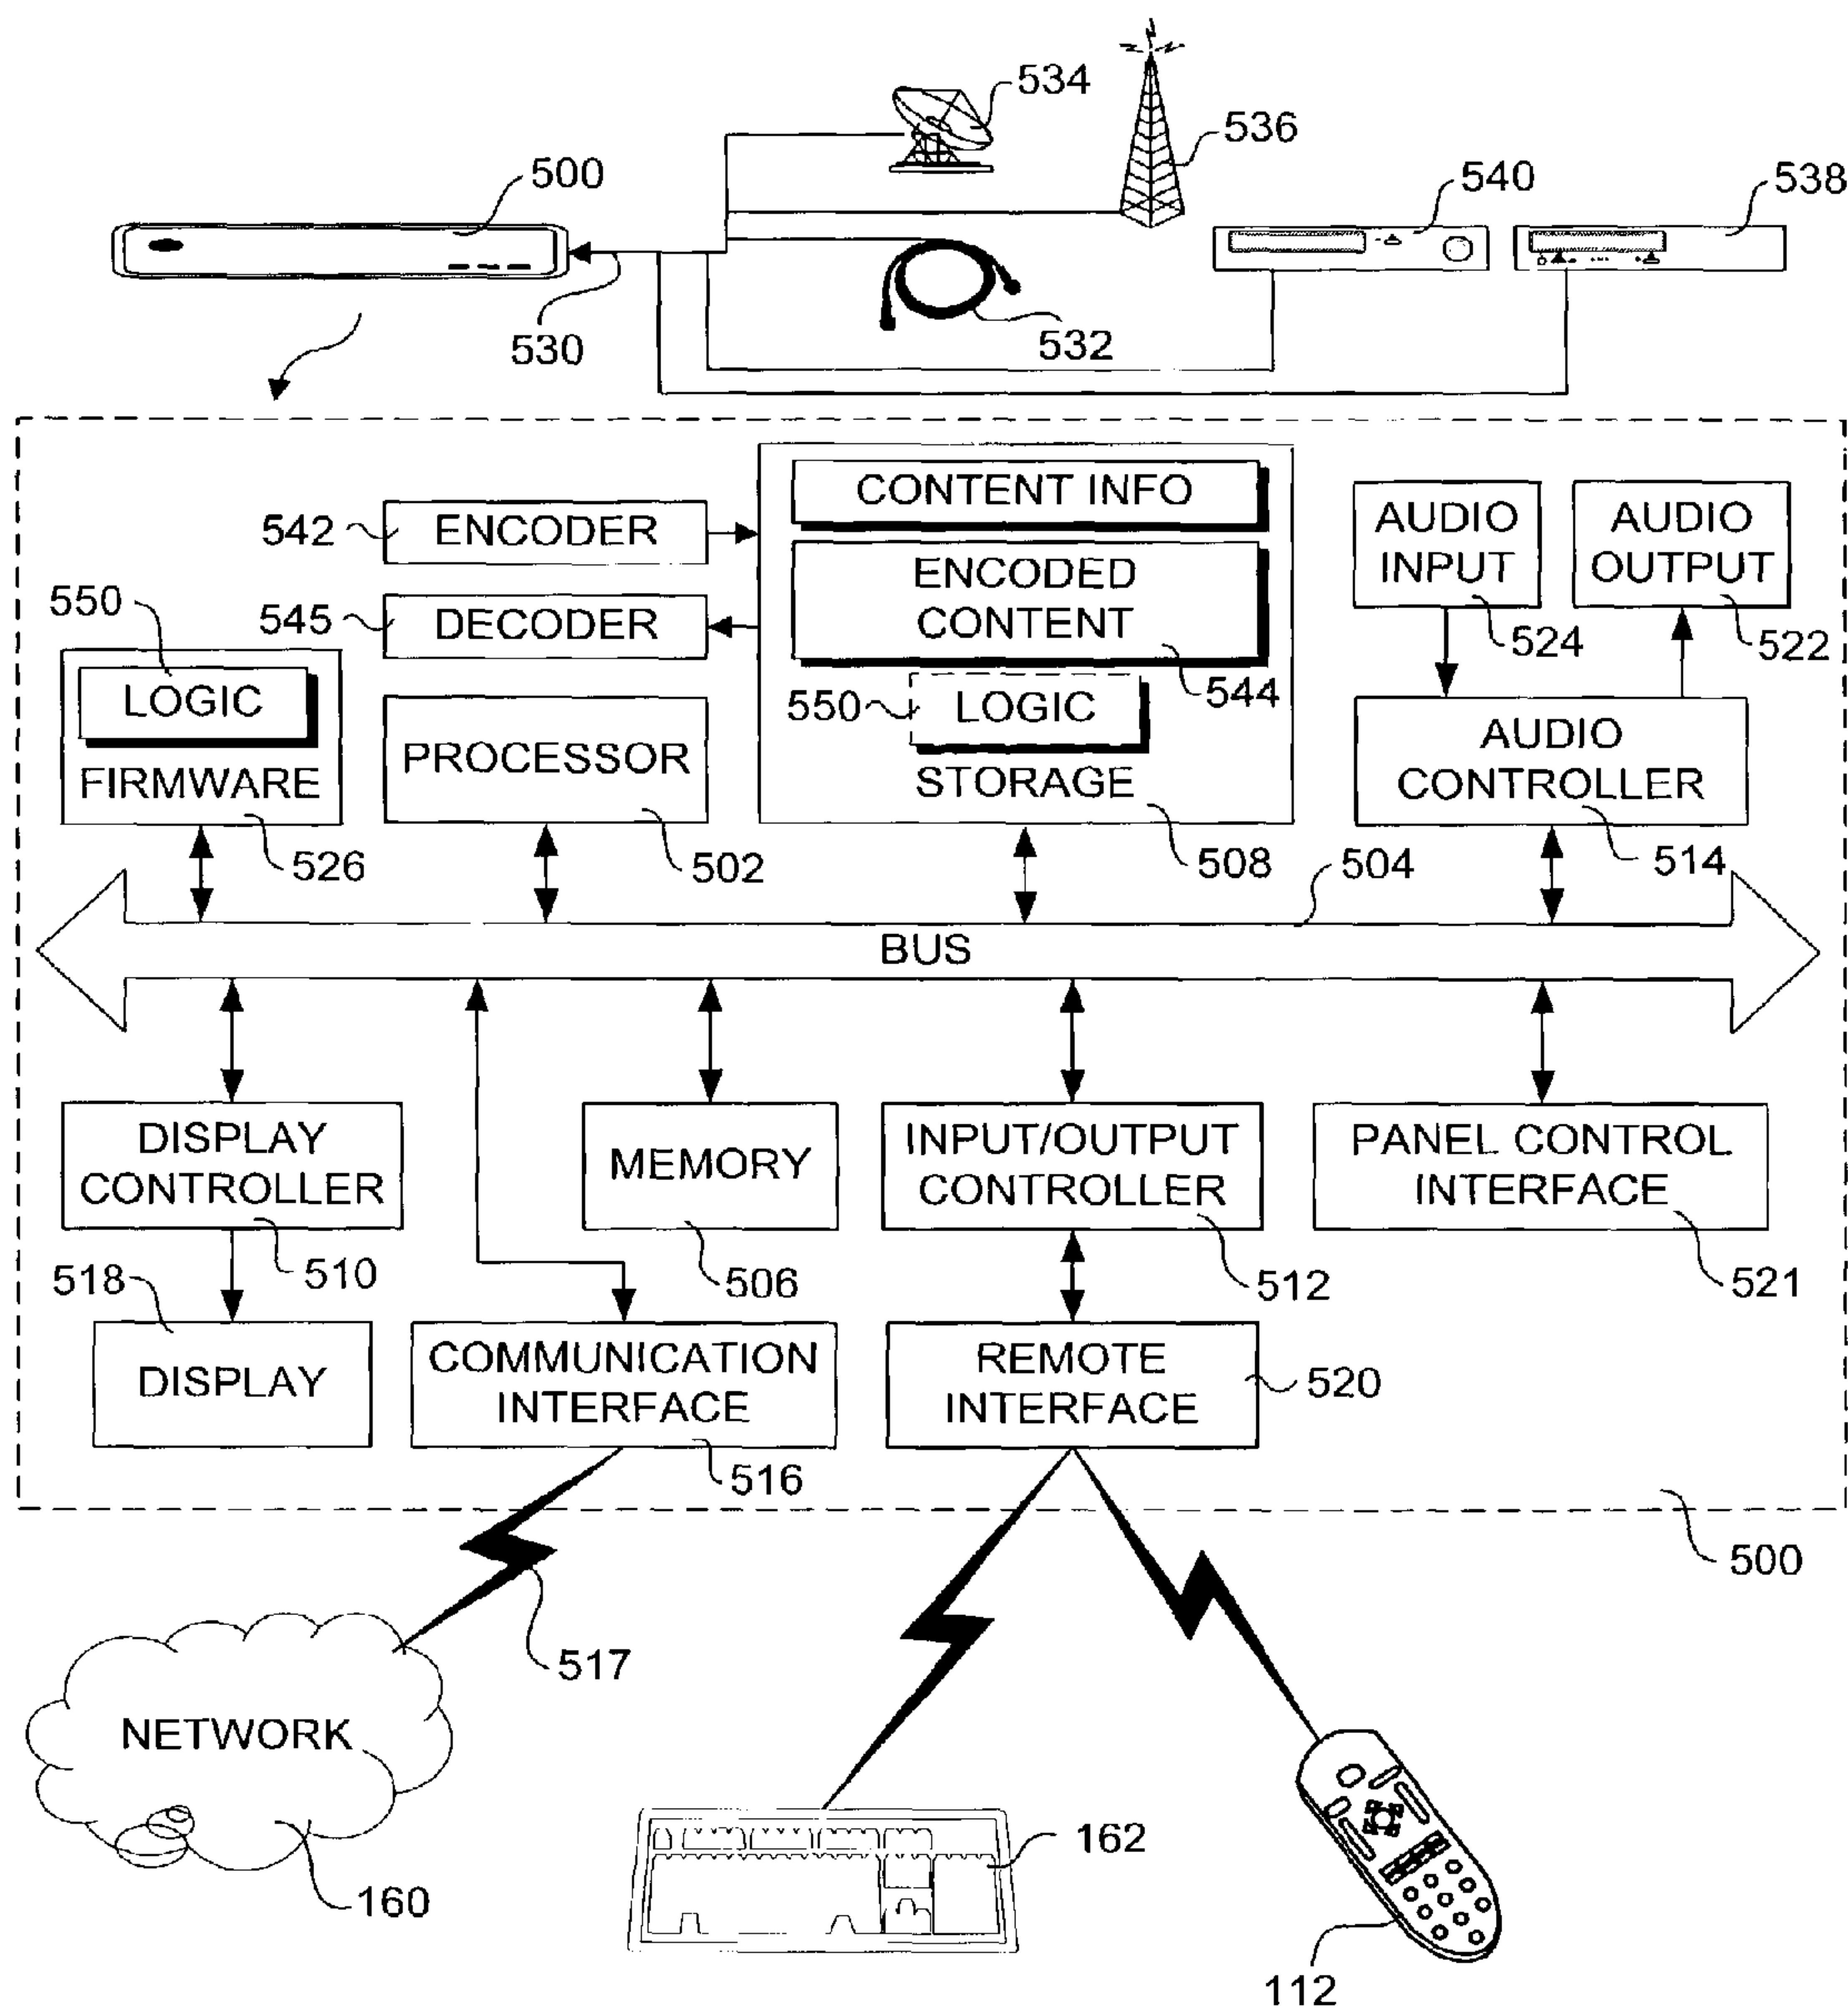 534
536
500
540
538
530
532
CONTENT INFO
542
ENCODER
ENCODED
CONTENT
AUDIO
INPUT
AUDIO
OUTPUT
550
545
DECODER
524
522
LOGIC
FIRMWARE
PROCESSOR
550
LOGIC
544
STORAGE
AUDIO
CONTROLLER
526
502
508
504
514
BUS
DISPLAY
CONTROLLER
MEMORY
INPUT/OUTPUT
CONTROLLER
PANEL CONTROL
INTERFACE
518
510
506
512
521
DISPLAY
COMMUNICATION
INTERFACE
REMOTE
INTERFACE
520
516
500
517
NETWORK
160
162
112